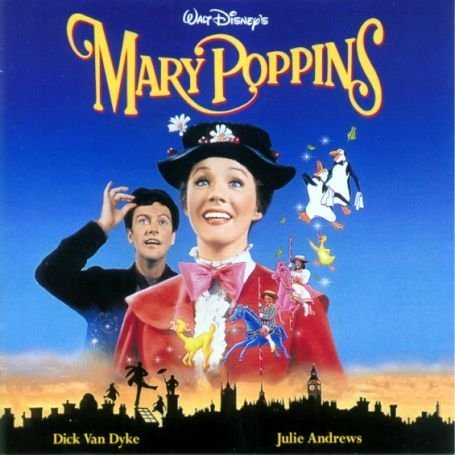 Walt Disney's
MARY POPPINS
Dick Van Dyke
Julie Andrews